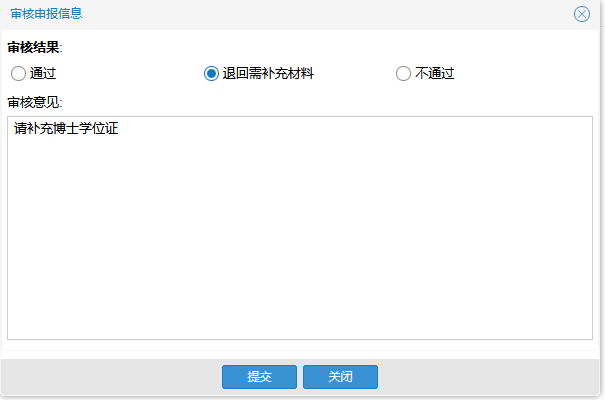 审核申报信息
审核结果:
通过
退回需补充材料
不通过
审核意见:
请补充博士学位证
提交
关闭